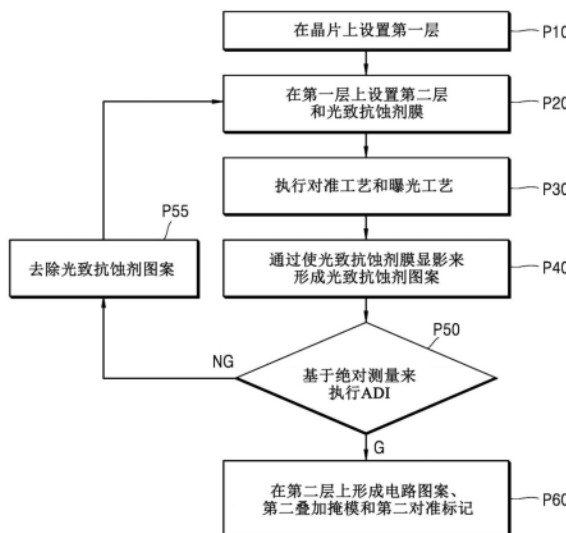 在晶片上设置第一层
P10
在第一层上设置第二层
和光致抗蚀剂膜
P20
执行对准工艺和曝光工艺
P30
P55
去除光致抗蚀剂图案
通过使光致抗蚀剂膜显影来
形成光致抗蚀剂图案
P40
P50
NG
基于绝对测量来
执行ADI
G
在第二层上形成电路图案、
第二叠加掩模和第二对准标记
P60